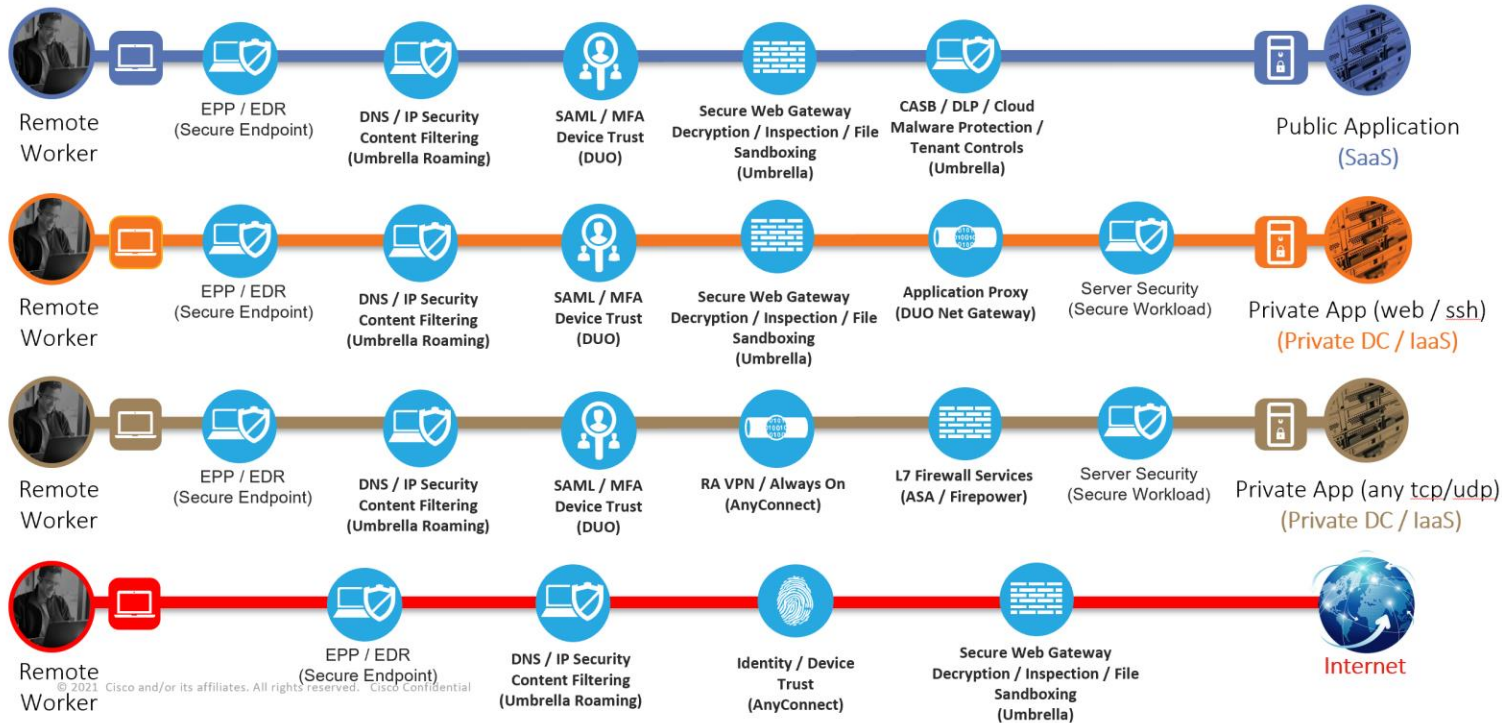 Remote
Worker
EPP / EDR
(Secure Endpoint)
DNS / IP Security
Content Filtering
(Umbrella Roaming)
SAML / MFA
Device Trust
(DUO)
Secure Web Gateway
Decryption / Inspection / File
Sandboxing
(Umbrella)
CASB / DLP / Cloud
Malware Protection /
Tenant Controls
(Umbrella)
Public Application
(SaaS)
Remote
Worker
EPP / EDR
(Secure Endpoint)
DNS / IP Security
Content Filtering
(Umbrella Roaming)
SAML / MFA
Device Trust
(DUO)
Secure Web Gateway
Decryption / Inspection / File
Sandboxing
(Umbrella)
Application Proxy
(DUO Net Gateway)
Server Security
(Secure Workload)
Private App (web / ssh)
(Private DC / IaaS)
Remote
Worker
EPP / EDR
(Secure Endpoint)
DNS / IP Security
Content Filtering
(Umbrella Roaming)
SAML / MFA
Device Trust
(DUO)
RA VPN / Always On
(AnyConnect)
L7 Firewall Services
(ASA / Firepower)
Server Security
(Secure Workload)
Private App (any tcp/udp)
(Private DC / IaaS)
Remote
Worker
EPP / EDR
(Secure Endpoint)
DNS / IP Security
Content Filtering
(Umbrella Roaming)
Identity / Device
Trust
(AnyConnect)
Secure Web Gateway
Decryption / Inspection / File
Sandboxing
(Umbrella)
Internet
© 2021 Cisco and/or its affiliates. All rights reserved. Cisco Confidential